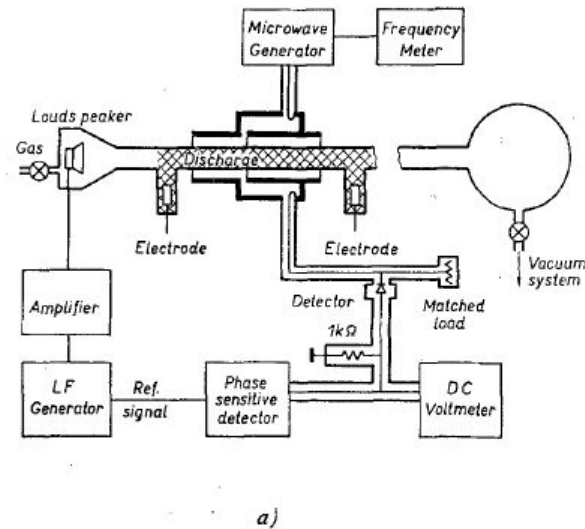 Microwave
Generator
Frequency
Meter
Louds peaker
Gas
Discharge
Electrode
Electrode
Vacuum
system
Amplifier
Detector
Matched
load
1kΩ
LF
Generator
Ref.
signal
Phase
sensitive
detector
DC
Voltmeter
a)